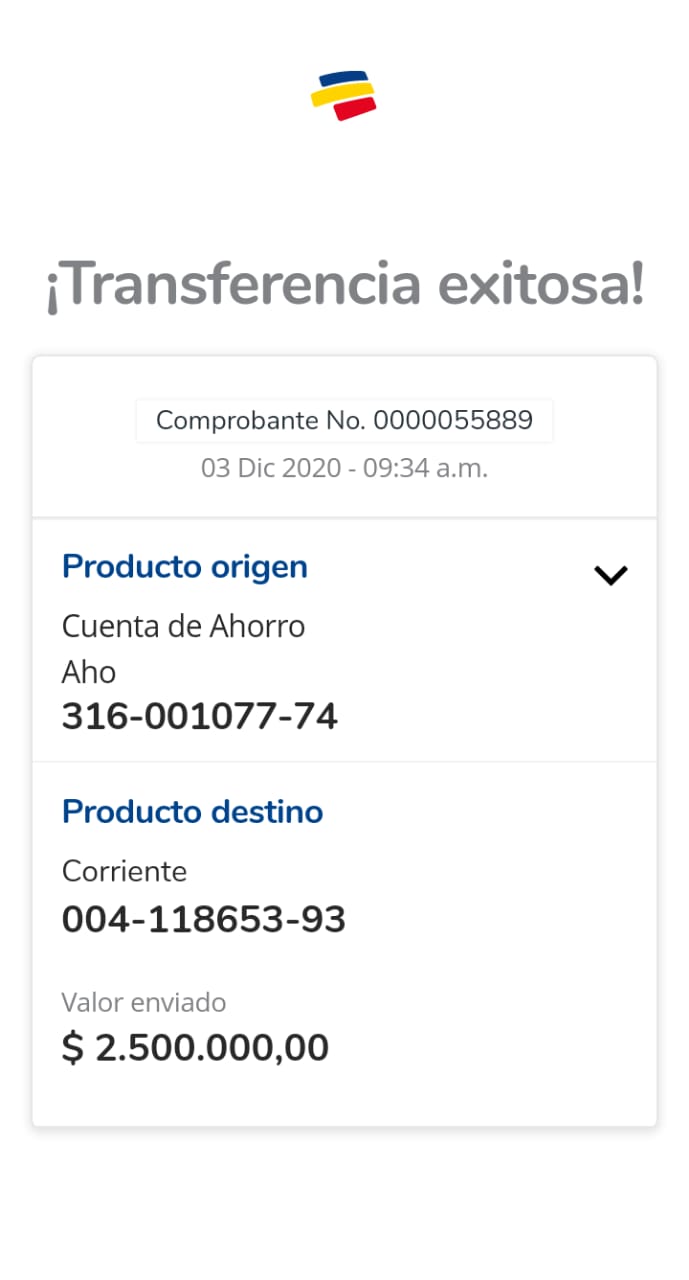 ¡Transferencia exitosa!
Comprobante No. 0000055889
03 Dic 2020 - 09:34 a.m.
Producto origen
Cuenta de Ahorro
Aho
316-001077-74
Producto destino
Corriente
004-118653-93
Valor enviado
$ 2.500.000,00